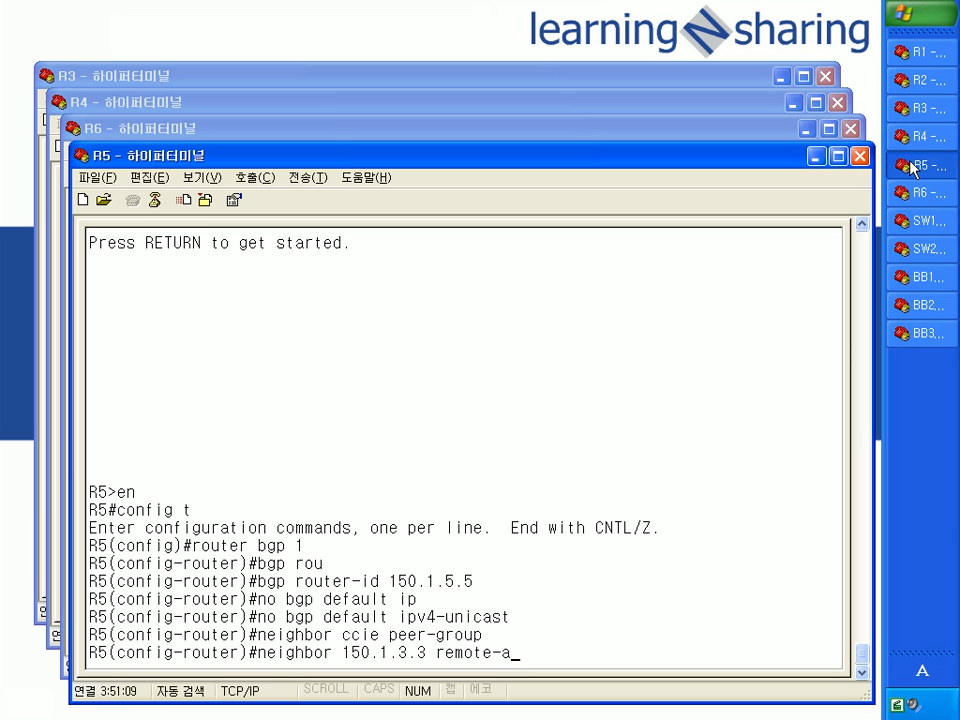 learning sharing
R3 - 하이퍼터미널
R4 - 하이퍼터미널
R6 - 하이퍼터미널
R5 - 하이퍼터미널
파일(F) 편집(E) 보기(V) 호출(C) 전송(T) 도움말(H)
Press RETURN to get started.
R5>en
R5#config t
Enter configuration commands, one per line.  End with CNTL/Z.
R5(config)#router bgp 1
R5(config-router)#bgp rou
R5(config-router)#bgp router-id 150.1.5.5
R5(config-router)#no bgp default ip
R5(config-router)#no bgp default ipv4-unicast
R5(config-router)#neighbor ccie peer-group
R5(config-router)#neighbor 150.1.3.3 remote-a_
연결 3:51:09 자동 검색 TCP/IP SCROLL CAPS NUM 캡 에코
R1 -...
R2 -...
R3 -...
R4 -...
R5 -...
R6 -...
SW1...
SW2...
BB1...
BB2...
BB3...
A